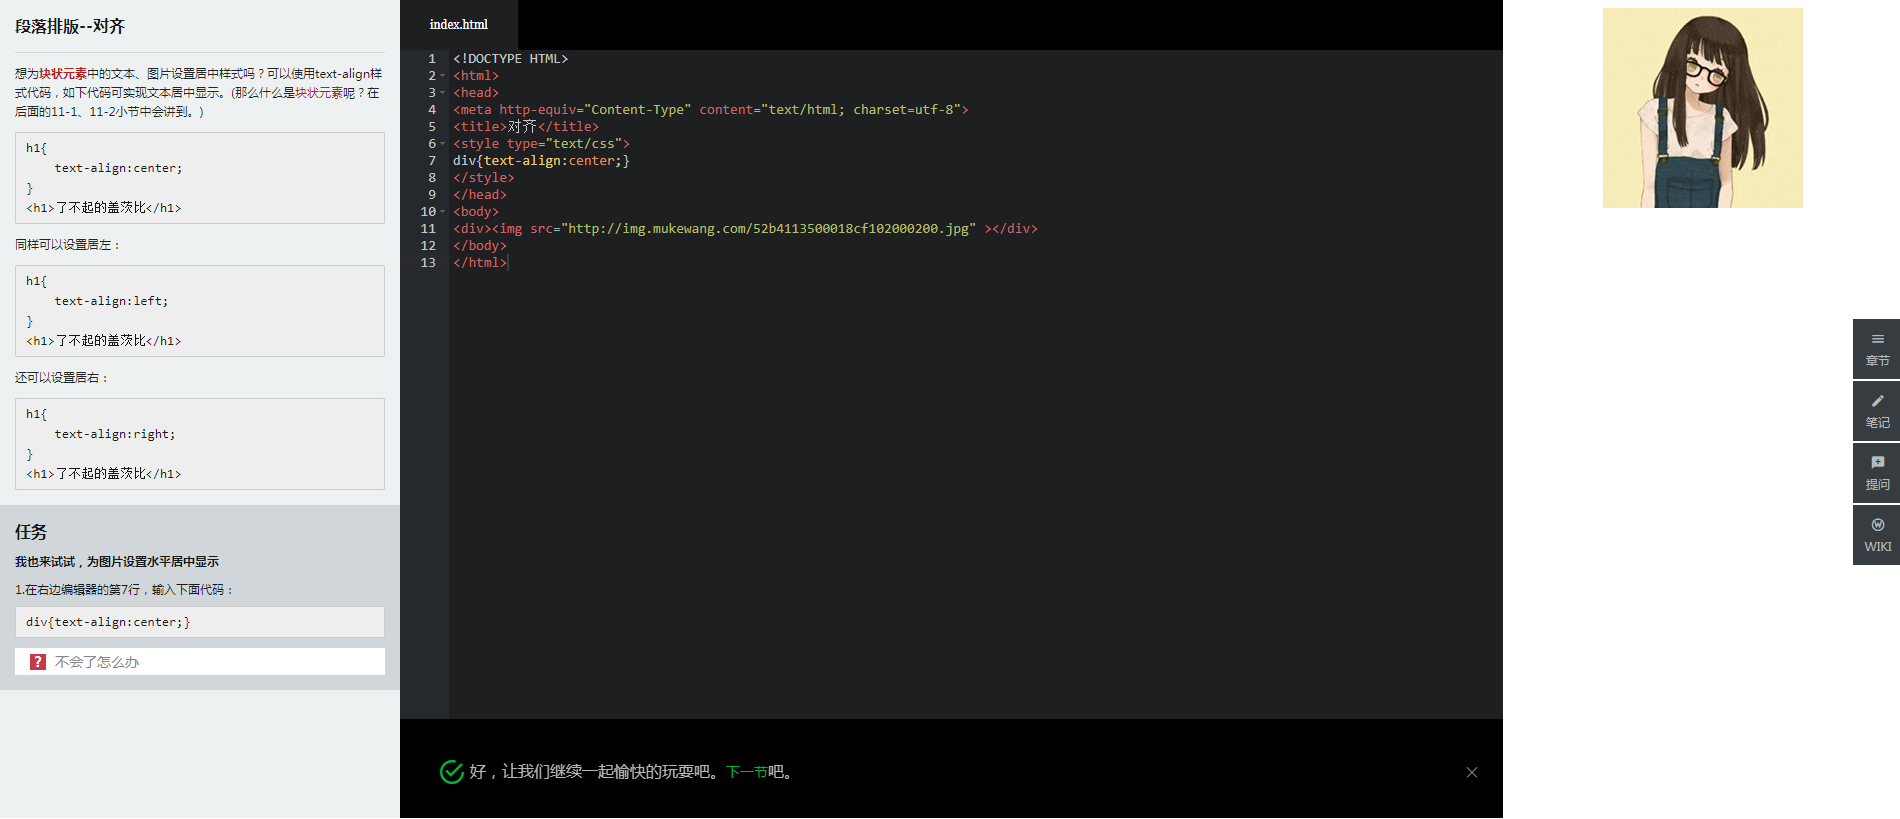 段落排版--对齐
想为块状元素中的文本、图片设置居中样式吗？可以使用text-align样
式代码，如下代码可实现文本居中显示。(那么什么是块状元素呢？在
后面的11-1、11-2小节中会讲到。)
h1{
    text-align:center;
}
<h1>了不起的盖茨比</h1>
同样可以设置居左：
h1{
    text-align:left;
}
<h1>了不起的盖茨比</h1>
还可以设置居右：
h1{
    text-align:right;
}
<h1>了不起的盖茨比</h1>
任务
我也来试试，为图片设置水平居中显示
1.在右边编辑器的第7行，输入下面代码：
div{text-align:center;}
? 不会了怎么办
index.html
1 <!DOCTYPE HTML>
2 <html>
3 <head>
4 <meta http-equiv="Content-Type" content="text/html; charset=utf-8">
5 <title>对齐</title>
6 <style type="text/css">
7 div{text-align:center;}
8 </style>
9 </head>
10 <body>
11 <div><img src="http://img.mukewang.com/52b4113500018cf102000200.jpg" ></div>
12 </body>
13 </html>
好，让我们继续一起愉快的玩耍吧。下一节吧。
章节
笔记
提问
WIKI